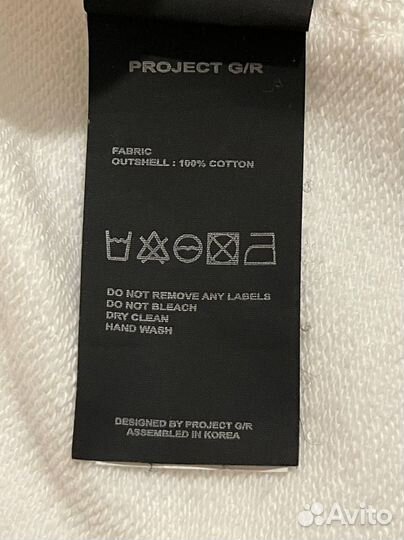 PROJECT G/R
FABRIC
OUTSHELL : 100% COTTON
DO NOT REMOVE ANY LABELS
DO NOT BLEACH
DRY CLEAN
HAND WASH
DESIGNED BY PROJECT G/R
ASSEMBLED IN KOREA
Avito